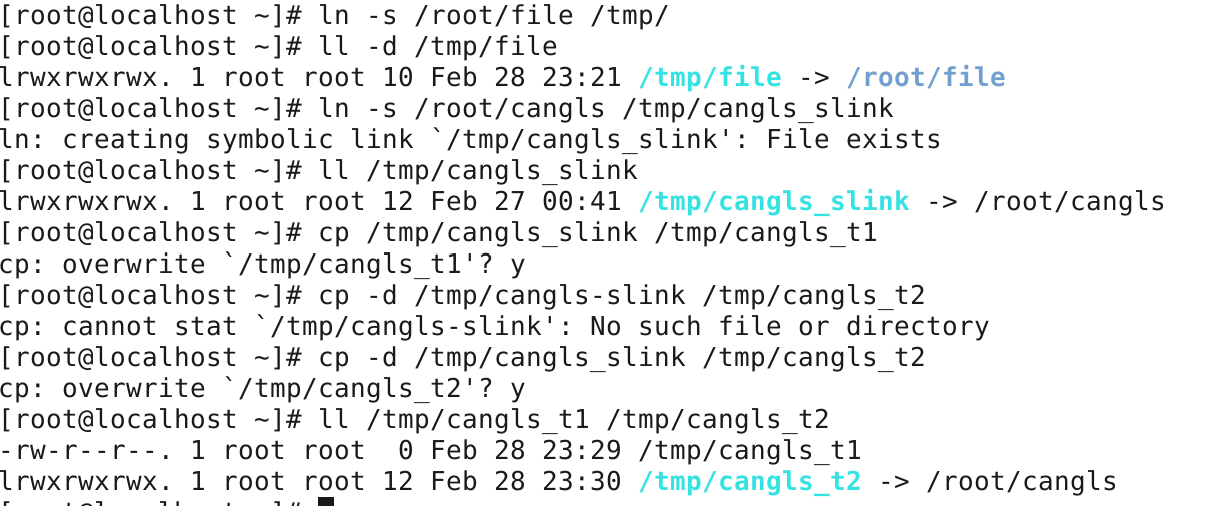 [root@localhost ~]# ln -s /root/file /tmp/
[root@localhost ~]# ll -d /tmp/file
lrwxrwxrwx. 1 root root 10 Feb 28 23:21 /tmp/file -> /root/file
[root@localhost ~]# ln -s /root/cangls /tmp/cangls_slink
ln: creating symbolic link `/tmp/cangls_slink': File exists
[root@localhost ~]# ll /tmp/cangls_slink
lrwxrwxrwx. 1 root root 12 Feb 27 00:41 /tmp/cangls_slink -> /root/cangls
[root@localhost ~]# cp /tmp/cangls_slink /tmp/cangls_t1
cp: overwrite `/tmp/cangls_t1'? y
[root@localhost ~]# cp -d /tmp/cangls-slink /tmp/cangls_t2
cp: cannot stat `/tmp/cangls-slink': No such file or directory
[root@localhost ~]# cp -d /tmp/cangls_slink /tmp/cangls_t2
cp: overwrite `/tmp/cangls_t2'? y
[root@localhost ~]# ll /tmp/cangls_t1 /tmp/cangls_t2
-rw-r--r--. 1 root root  0 Feb 28 23:29 /tmp/cangls_t1
lrwxrwxrwx. 1 root root 12 Feb 28 23:30 /tmp/cangls_t2 -> /root/cangls
[root@localhost ~]#